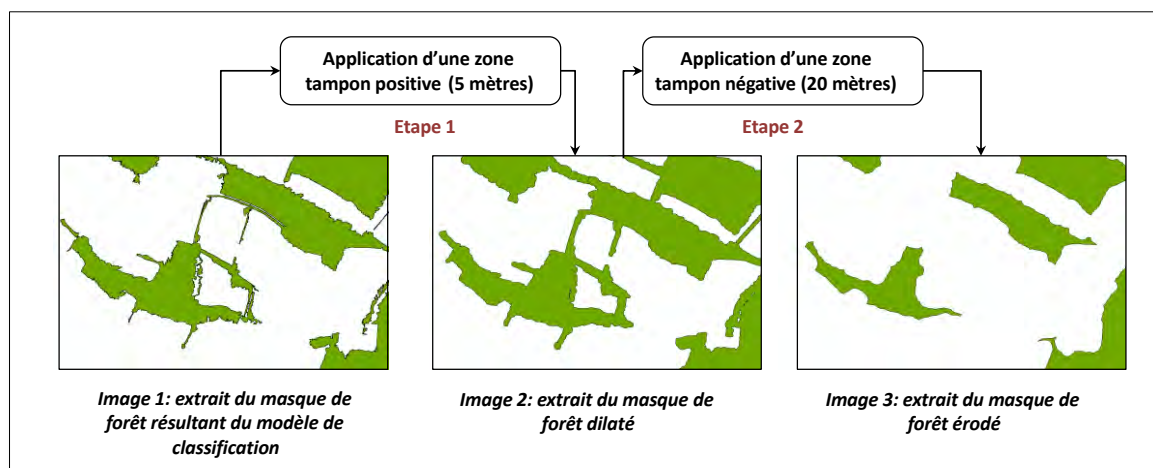 Application d’une zone
tampon positive (5 mètres)
Application d’une zone
tampon négative (20 mètres)
Etape 1
Etape 2
Image 1: extrait du masque de
forêt résultant du modèle de
classification
Image 2: extrait du masque de
forêt dilaté
Image 3: extrait du masque de
forêt érodé